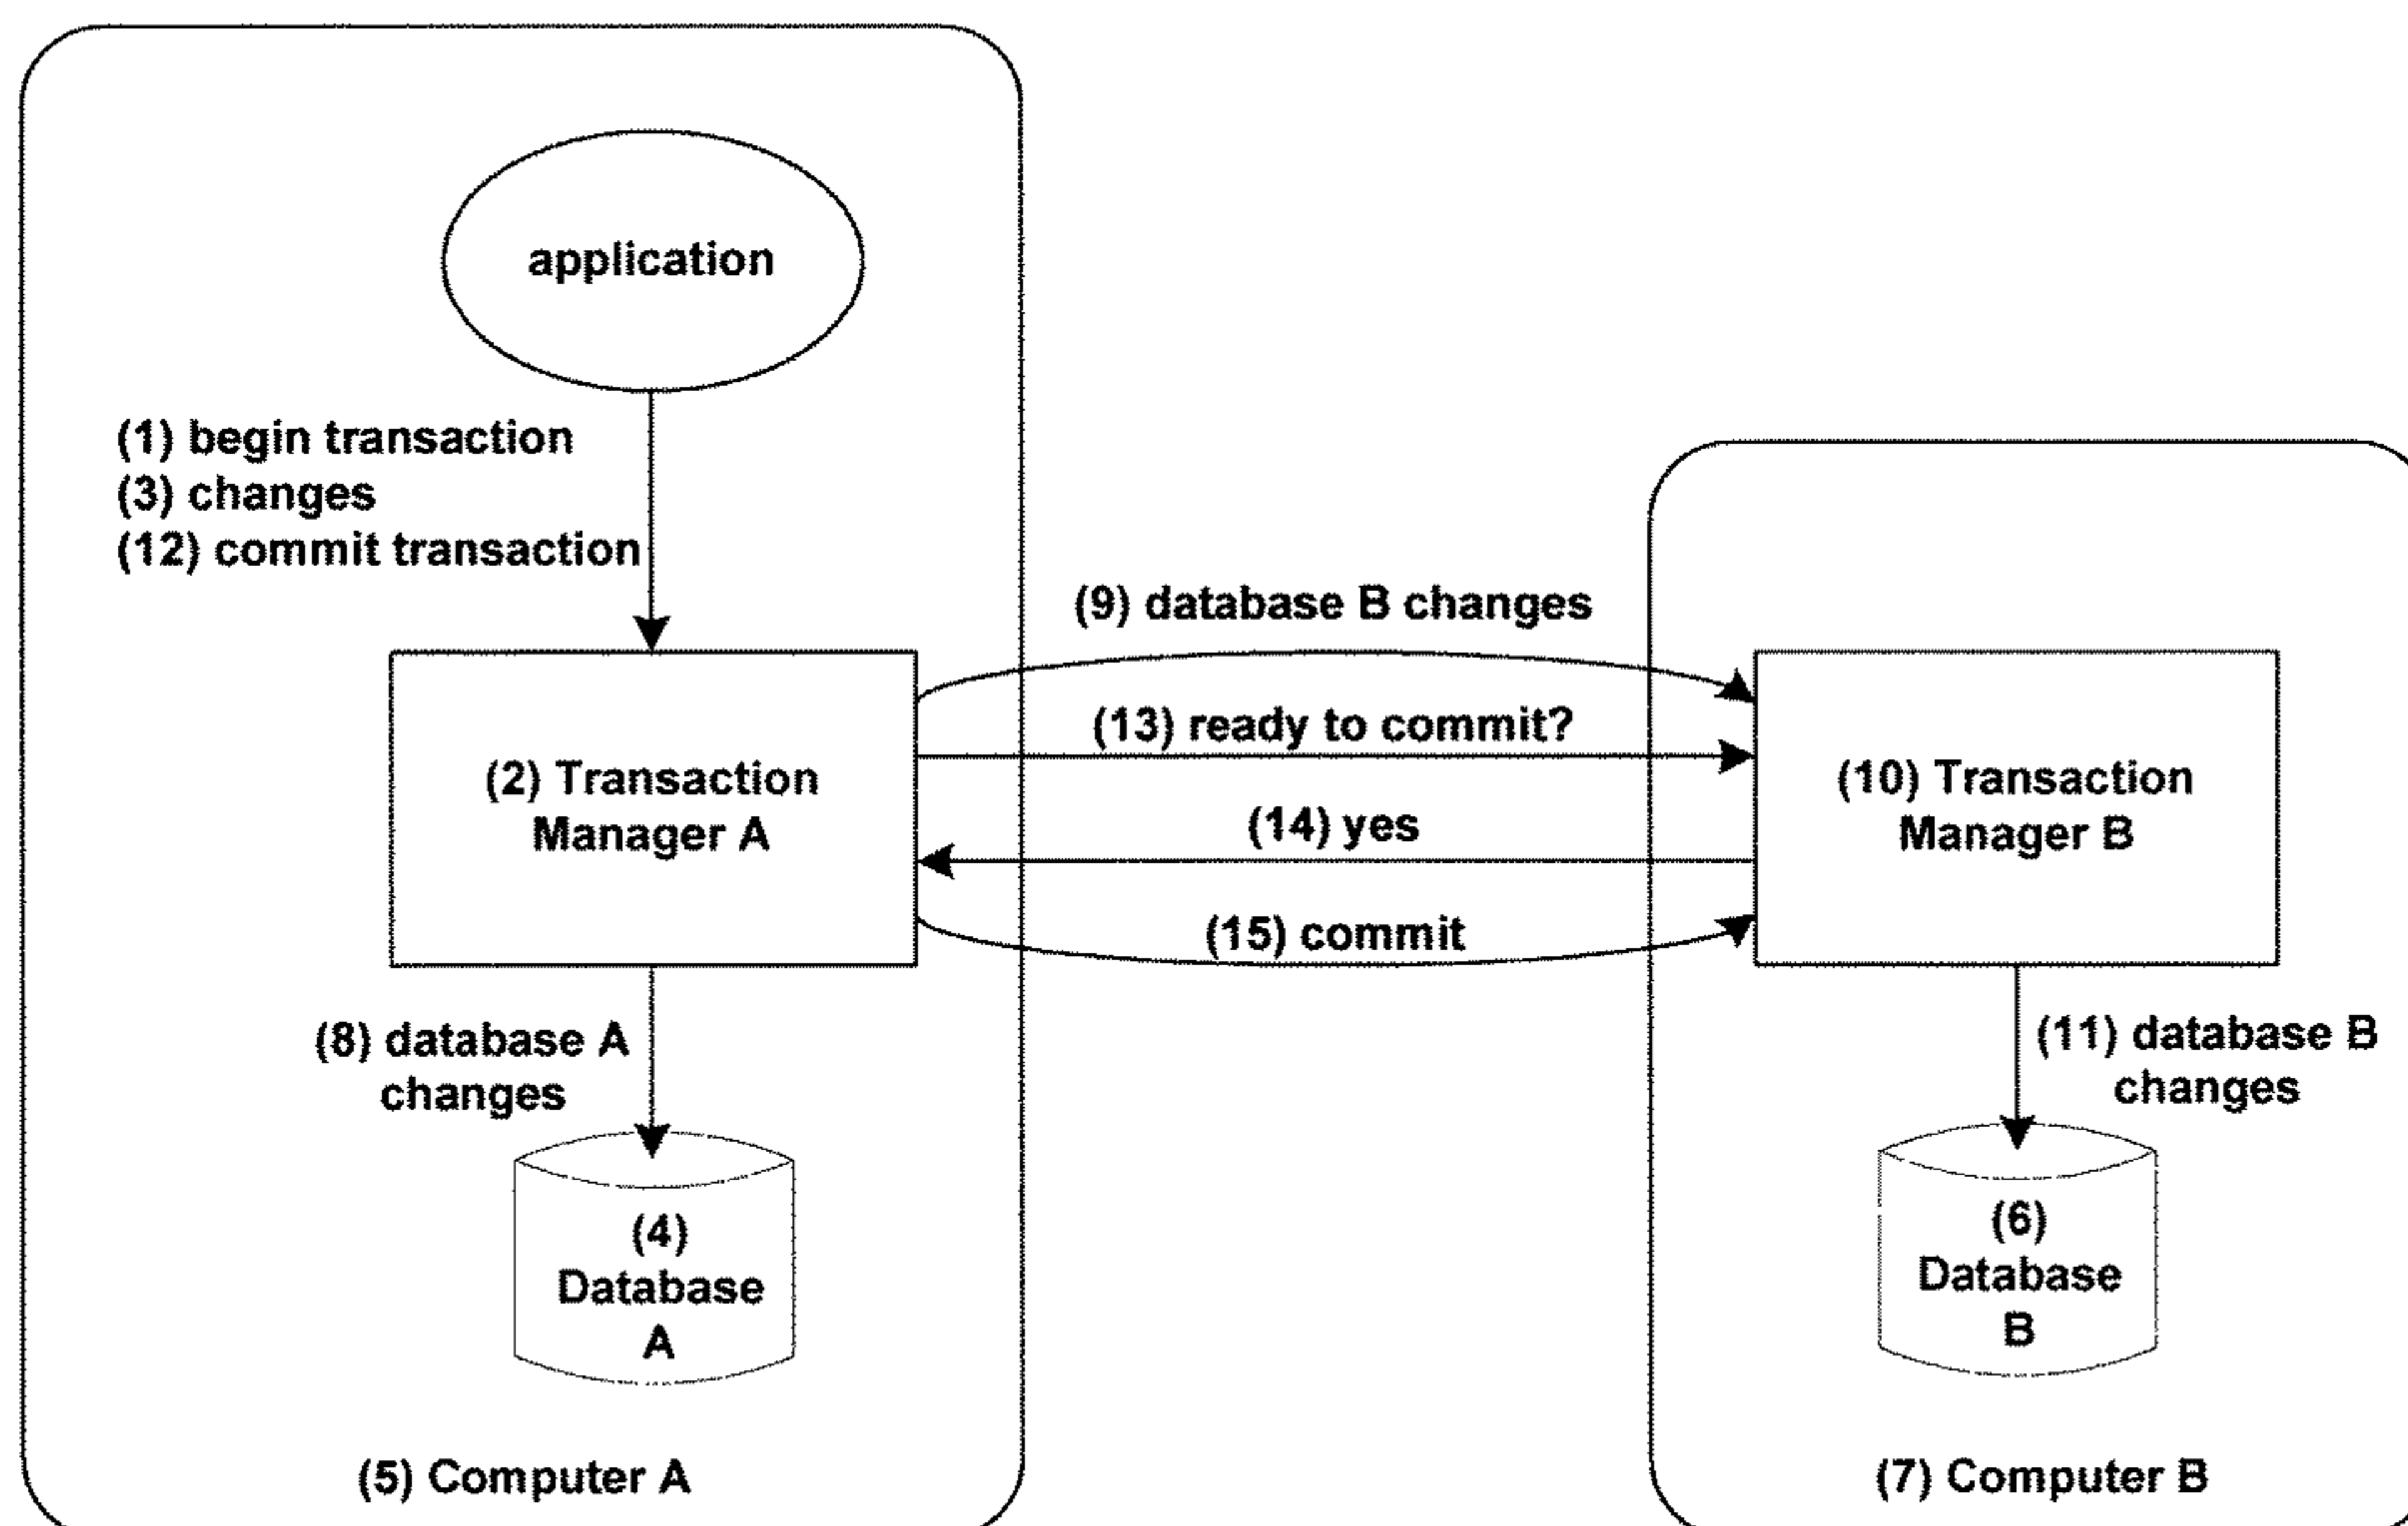 application
(1) begin transaction
(3) changes
(12) commit transaction
(9) database B changes
(13) ready to commit?
(2) Transaction
Manager A
(10) Transaction
Manager B
(14) yes
(15) commit
(8) database A
changes
(11) database B
changes
(4)
Database
A
(6)
Database
B
(5) Computer A
(7) Computer B